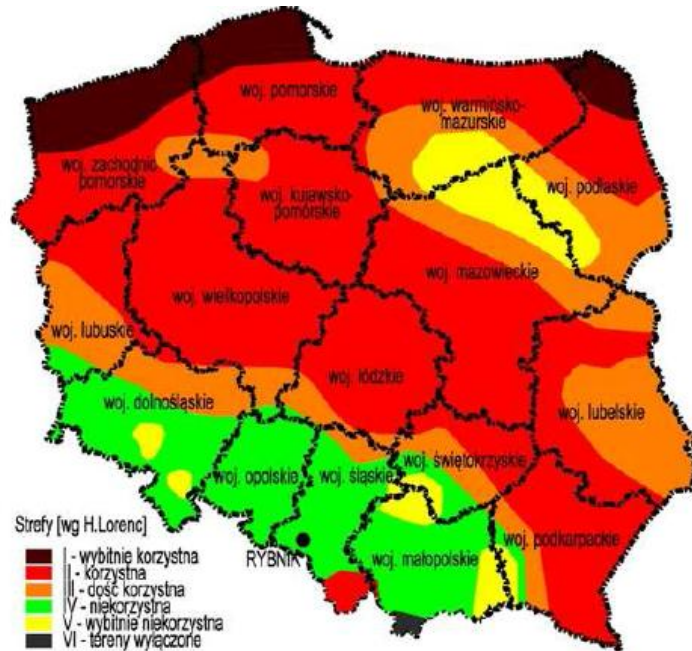 woj. pomorskie
woj. warmińsko-
mazurskie
woj. zachodnio
pomorskie
woj. kujawsko-
pomorskie
woj. podlaskie
woj. mazowieckie
woj. wielkopolskie
woj. lubuskie
woj. łódzkie
woj. dolnośląskie
woj. lubelskie
woj. opolskie
woj. śląskie
woj. świętokrzyskie
woj. podkarpackie
woj. małopolskie
RYBNIK
Strefy [wg H.Lorenc]
I - wybitnie korzystna
II - korzystna
III - dość korzystna
IV - niekorzystna
V - wybitnie niekorzystna
VI - tereny wyłączone